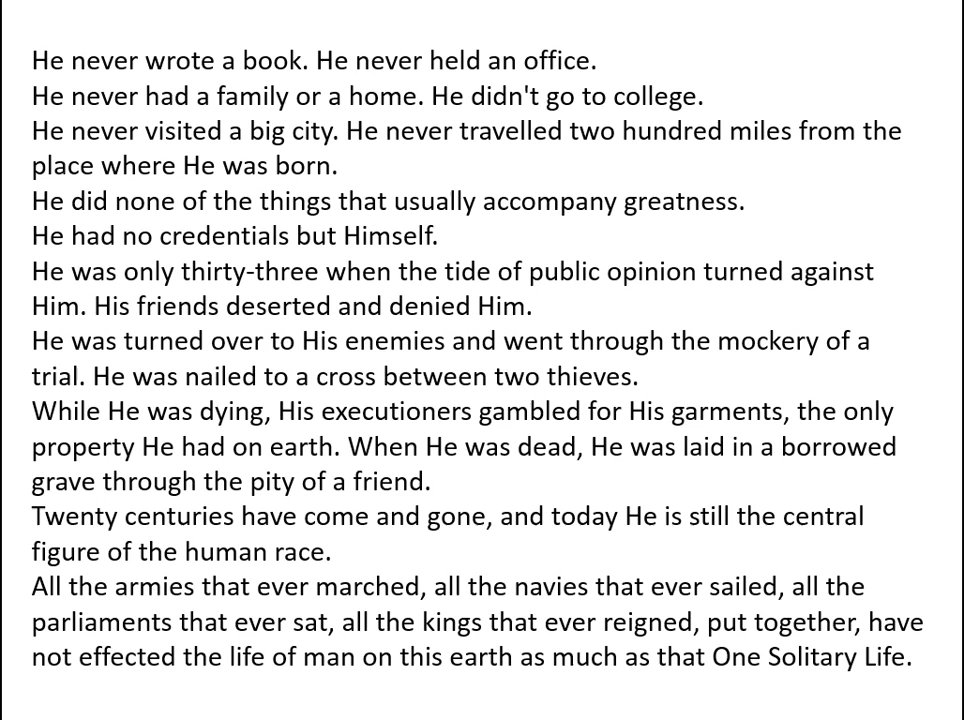 He never wrote a book. He never held an office.
He never had a family or a home. He didn't go to college.
He never visited a big city. He never travelled two hundred miles from the
place where He was born.
He did none of the things that usually accompany greatness.
He had no credentials but Himself.
He was only thirty-three when the tide of public opinion turned against
Him. His friends deserted and denied Him.
He was turned over to His enemies and went through the mockery of a
trial. He was nailed to a cross between two thieves.
While He was dying, His executioners gambled for His garments, the only
property He had on earth. When He was dead, He was laid in a borrowed
grave through the pity of a friend.
Twenty centuries have come and gone, and today He is still the central
figure of the human race.
All the armies that ever marched, all the navies that ever sailed, all the
parliaments that ever sat, all the kings that ever reigned, put together, have
not effected the life of man on this earth as much as that One Solitary Life.